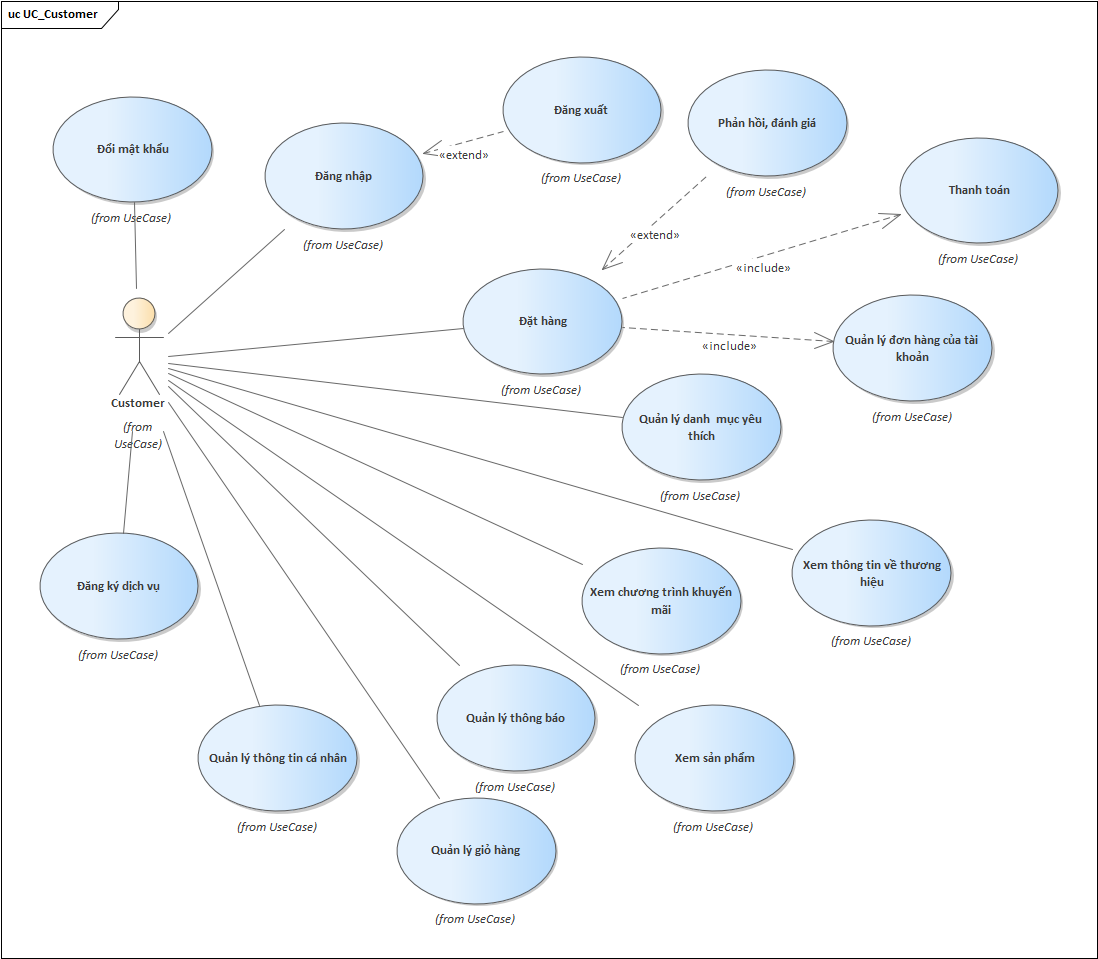 uc UC_Customer
Đổi mật khẩu
(from UseCase)
Đăng nhập
(from UseCase)
Đăng xuất
(from UseCase)
«extend»
Phản hồi, đánh giá
(from UseCase)
«extend»
Thanh toán
(from UseCase)
«include»
Đặt hàng
(from UseCase)
«include»
Quản lý đơn hàng của tài
khoản
(from UseCase)
Customer
(from
UseCase)
Quản lý danh  mục yêu
thích
(from UseCase)
Xem thông tin về thương
hiệu
(from UseCase)
Xem chương trình khuyến
mãi
(from UseCase)
Đăng ký dịch vụ
(from UseCase)
Quản lý thông báo
(from UseCase)
Quản lý thông tin cá nhân
(from UseCase)
Xem sản phẩm
(from UseCase)
Quản lý giỏ hàng
(from UseCase)